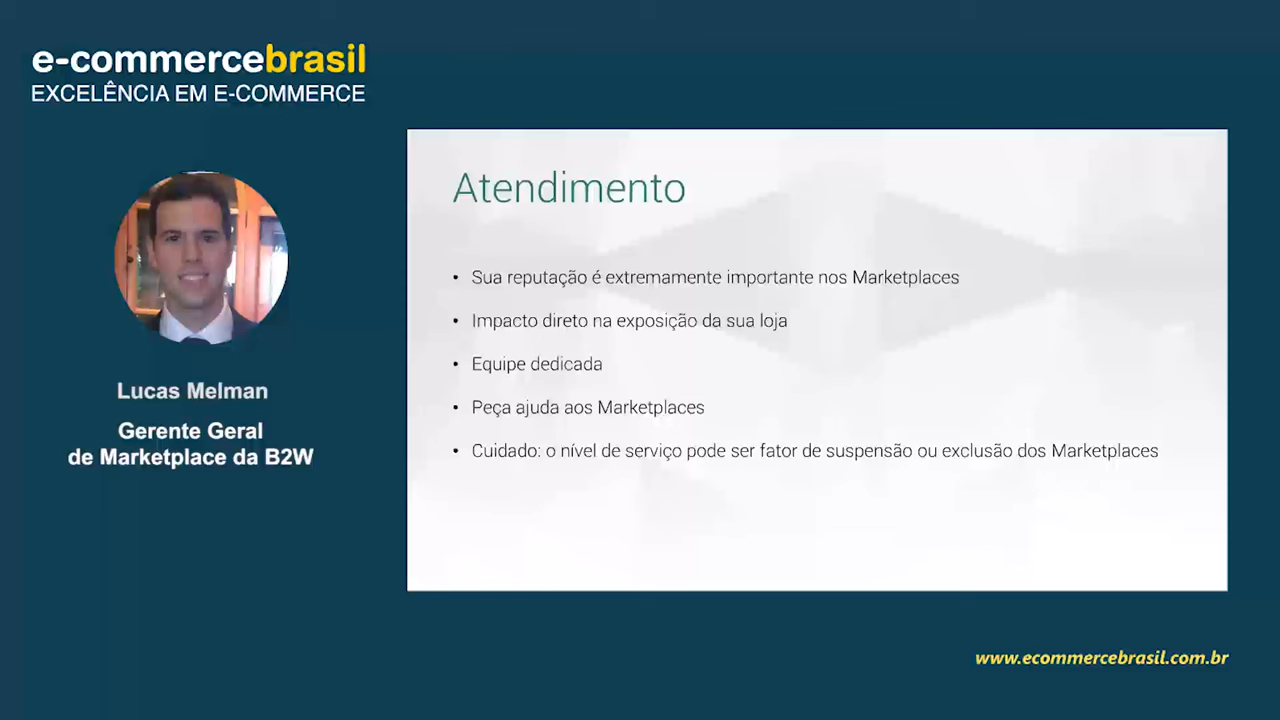 e-commercebrasil
EXCELÊNCIA EM E-COMMERCE
Lucas Melman
Gerente Geral
de Marketplace da B2W
Atendimento
• Sua reputação é extremamente importante nos Marketplaces
• Impacto direto na exposição da sua loja
• Equipe dedicada
• Peça ajuda aos Marketplaces
• Cuidado: o nível de serviço pode ser fator de suspensão ou exclusão dos Marketplaces
www.ecommercebrasil.com.br